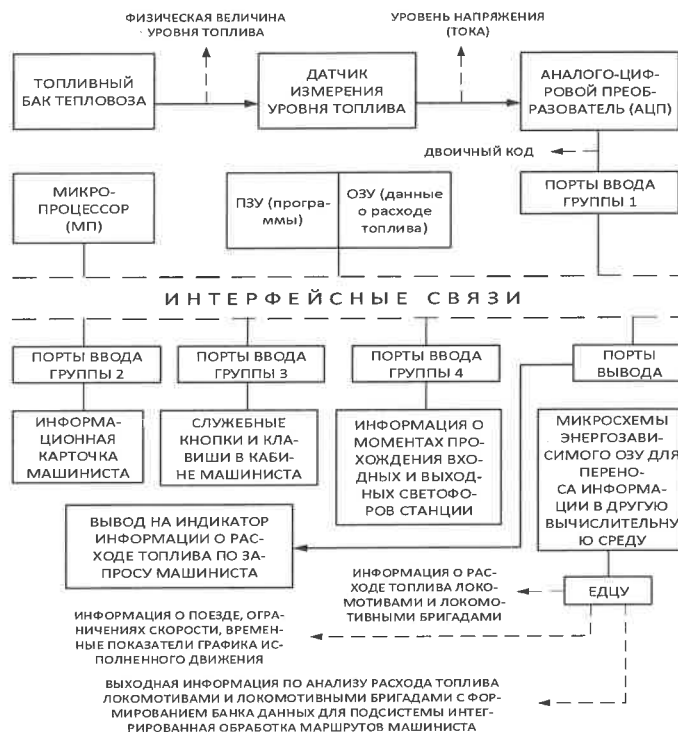 ФИЗИЧЕСКАЯ ВЕЛИЧИНА
УРОВНЯ ТОПЛИВА
УРОВЕНЬ НАПРЯЖЕНИЯ
(ТОКА)
ТОПЛИВНЫЙ
БАК ТЕПЛОВОЗА
ДАТЧИК
ИЗМЕРЕНИЯ
УРОВНЯ ТОПЛИВА
АНАЛОГО-ЦИФ-
РОВОЙ ПРЕОБ-
РАЗОВАТЕЛЬ (АЦП)
ДВОИЧНЫЙ КОД
МИКРО-
ПРОЦЕССОР
(МП)
ПЗУ (програм-
мы)
ОЗУ (данные
о расходе
топлива)
ПОРТЫ ВВОДА
ГРУППЫ 1
ИНТЕРФЕЙСНЫЕ СВЯЗИ
ПОРТЫ ВВОДА
ГРУППЫ 2
ПОРТЫ ВВОДА
ГРУППЫ 3
ПОРТЫ ВВОДА
ГРУППЫ 4
ПОРТЫ
ВЫВОДА
ИНФОРМА-
ЦИОННАЯ
КАРТОЧКА
МАШИНИСТА
СЛУЖЕБНЫЕ
КНОПКИ И КЛА-
ВИШИ В КАБИ-
НЕ МАШИНИСТА
ИНФОРМАЦИЯ О
МОМЕНТАХ ПРО-
ХОЖДЕНИЯ ВХ-
ОДНЫХ И ВЫХОД-
НЫХ СВЕТОФО-
РОВ СТАНЦИИ
МИКРОСХЕМЫ
ЭНЕРГОЗАВИ-
СИМОГО ОЗУ ДЛЯ
ПЕРЕНО-
СА ИНФОРМА-
ЦИИ В ДРУГУЮ
ВЫЧИСЛИТЕЛЬНУ
Ю СРЕДУ
ВЫВОД НА ИНДИКАТОР
ИНФОРМАЦИИ О РАС-
ХОДЕ ТОПЛИВА ПО ЗА-
ПРОСУ МАШИНИСТА
ИНФОРМАЦИЯ О РАС-
ХОДЕ ТОПЛИВА ЛОКО-
МОТИВАМИ И ЛОКОМО-
ТИВНЫМИ БРИГАДАМИ
ЕДЦУ
ИНФОРМАЦИЯ О ПОЕЗДЕ, ОГРА-
НИЧЕНИЯХ СКОРОСТИ, ВРЕМЕН-
НЫЕ ПОКАЗАТЕЛИ ГРАФИКА ИС-
ПОЛНЕННОГО ДВИЖЕНИЯ
ВЫХОДНАЯ ИНФОРМАЦИЯ ПО АНАЛИЗУ РАСХОДА ТОПЛИВА
ЛОКОМОТИВАМИ И ЛОКОМОТИВНЫМИ БРИГАДАМИ С ФОР-
МИРОВАНИЕМ БАНКА ДАННЫХ ДЛЯ ПОДСИСТЕМЫ ИНТЕГ-
РИРОВАННАЯ ОБРАБОТКА МАРШРУТОВ МАШИНИСТА